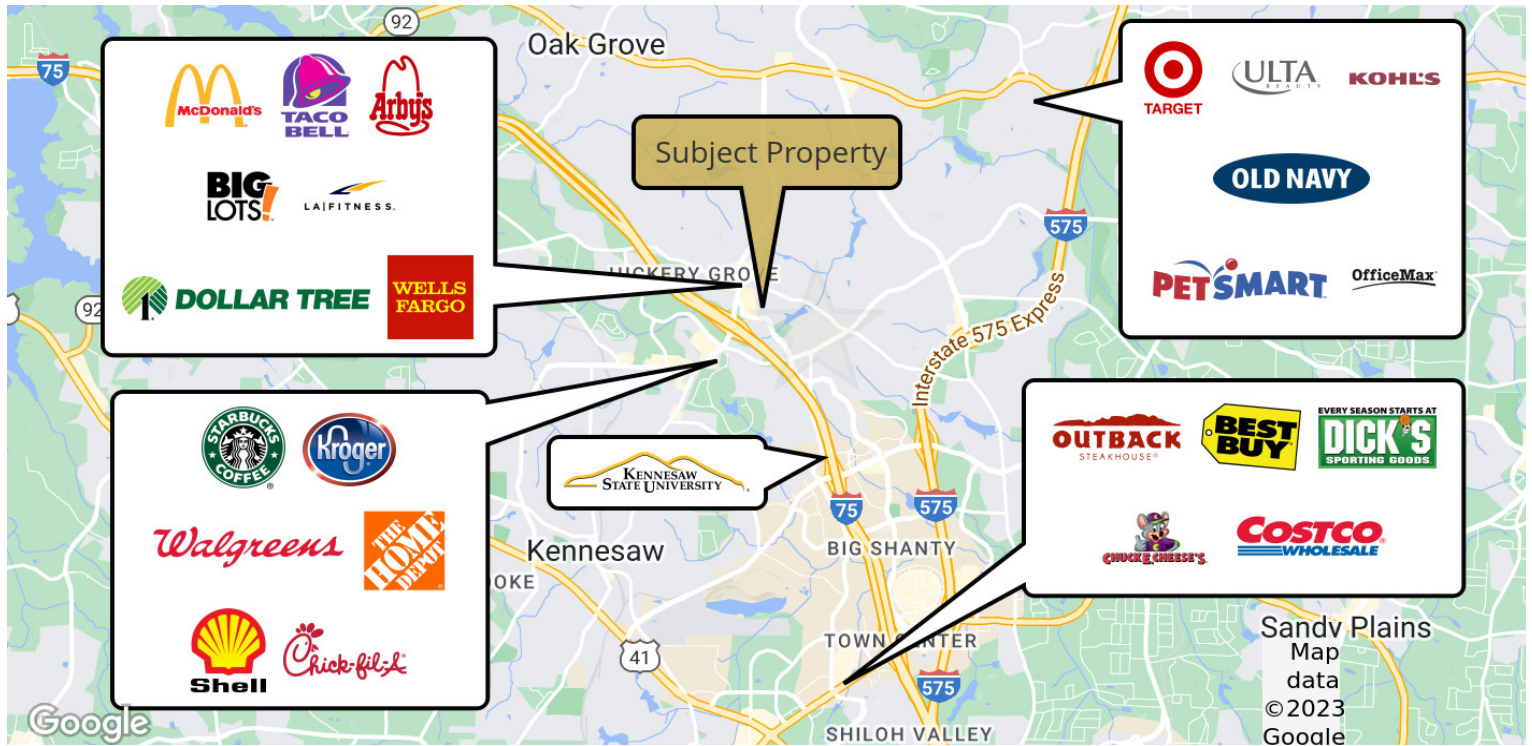 92
Oak Grove
75
McDonald's
TACO
BELL
Arby's
BIG
LOTS!
LA|FITNESS.
1
DOLLAR TREE
WELLS
FARGO
Subject Property
TARGET
ULTA
BEAUTY
KOHL'S
OLD NAVY
PETSMART
OfficeMax
575
HICKERY GROVE
92
Interstate 575 Express
STARBUCKS
COFFEE
Kroger
Walgreens
THE
HOME
DEPOT
Shell
Chick-fil-A
KENNESAW
STATE UNIVERSITY
OUTBACK
STEAKHOUSE®
BEST
BUY
EVERY SEASON STARTS AT
DICK'S
SPORTING GOODS
CHUCK E. CHEESE'S
COSTCO
WHOLESALE
75
575
Kennesaw
BIG SHANTY
OKE
41
TOWN CENTER
575
SHILOH VALLEY
Sandy Plains
Map
data
©2023
Google
Google